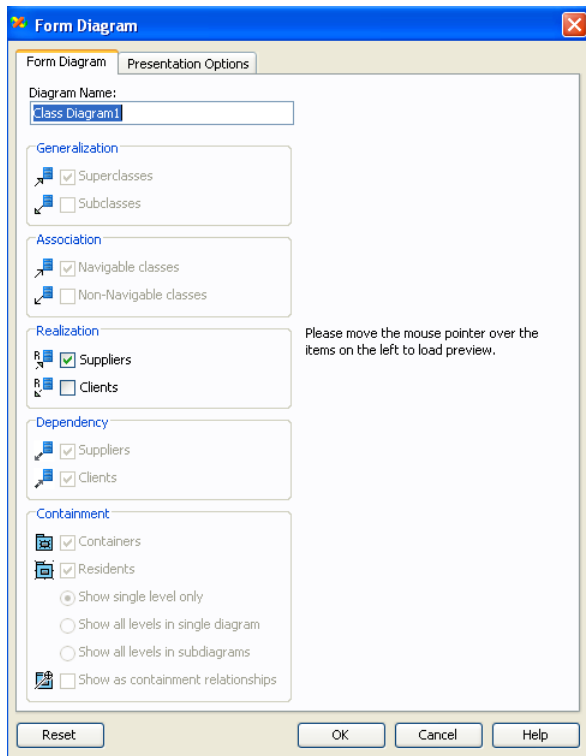 Form Diagram
Form Diagram
Presentation Options
Diagram Name:
Class Diagram1
Generalization
Superclasses
Subclasses
Association
Navigable classes
Non-Navigable classes
Realization
R
Suppliers
R
Clients
Please move the mouse pointer over the
items on the left to load preview.
Dependency
Suppliers
Clients
Containment
Containers
Residents
Show single level only
Show all levels in single diagram
Show all levels in subdiagrams
Show as containment relationships
Reset
OK
Cancel
Help